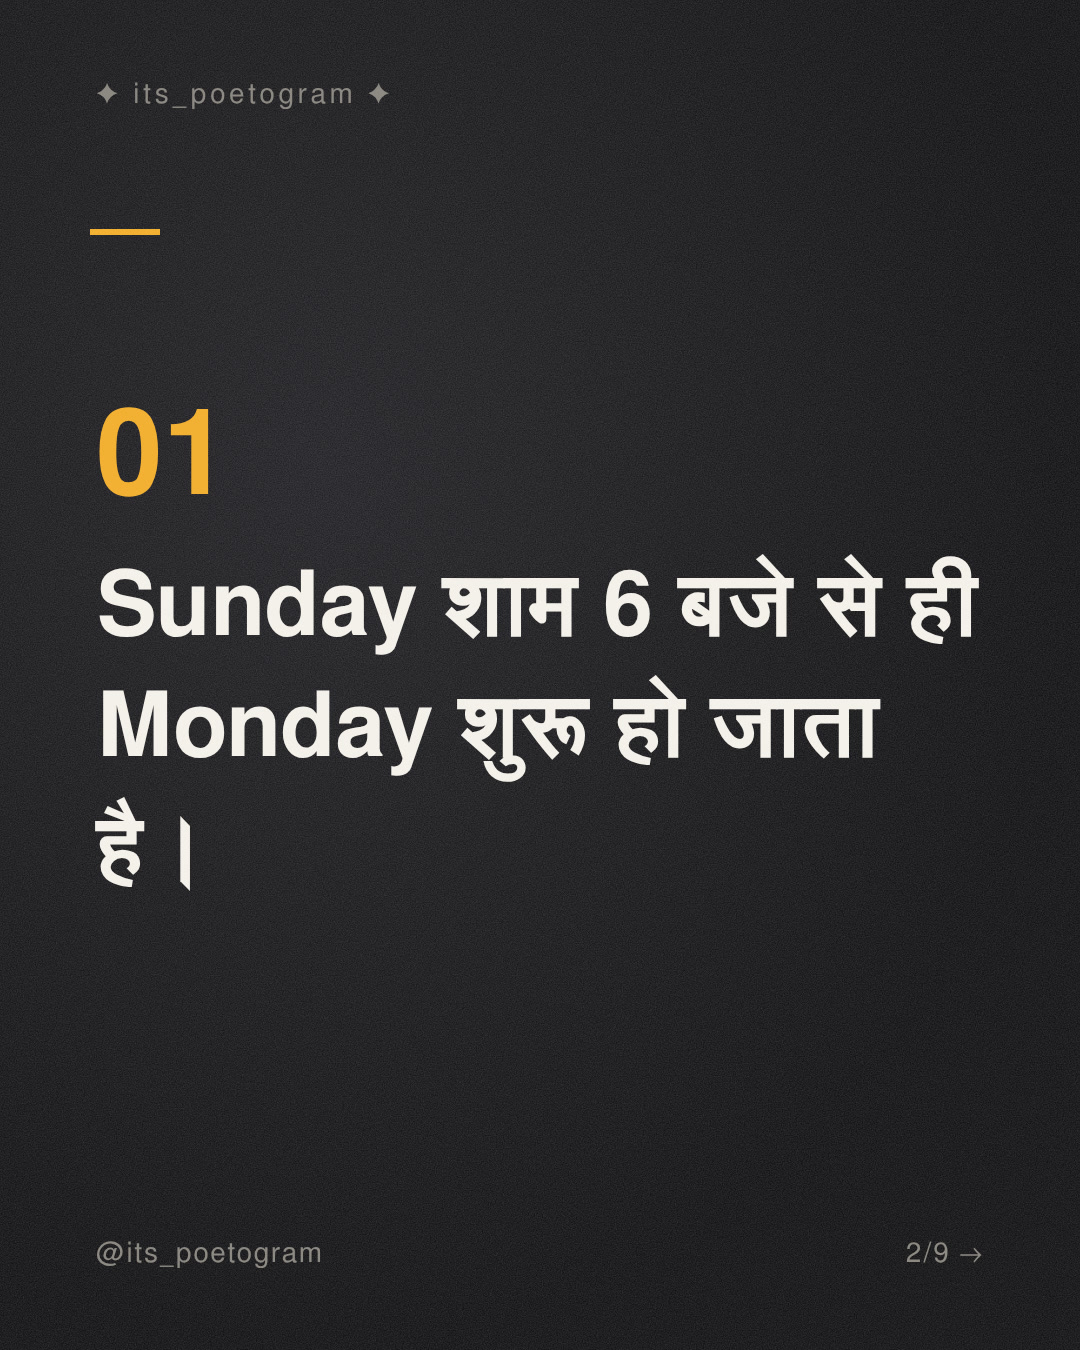 ✦ its_poetogram ✦
01
Sunday शाम 6 बजे से ही
Monday शुरू हो जाता
है।
@its_poetogram
2/9 →